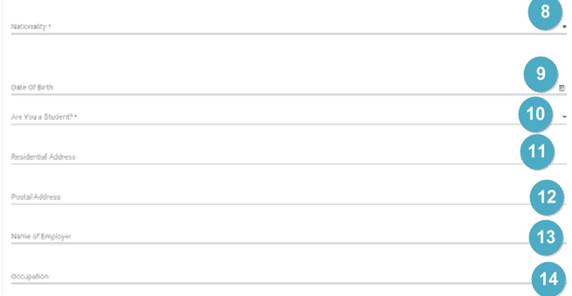 8
Nationality *
9
Date Of Birth
10
Are You a Student? *
11
Residential Address
12
Postal Address
13
Name of Employer
14
Occupation